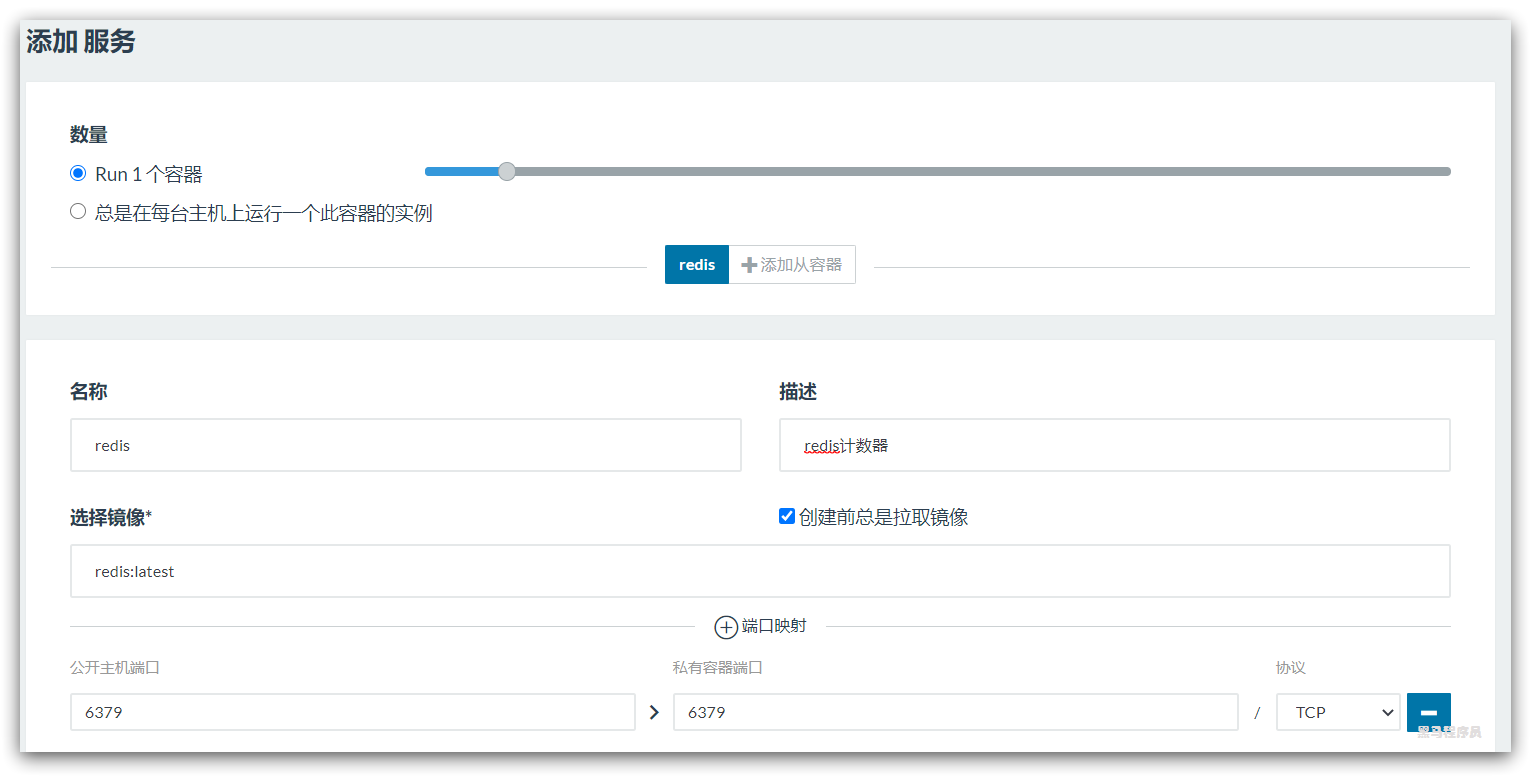 添加 服务
数量
Run 1 个容器
总是在每台主机上运行一个此容器的实例
redis
添加从容器
名称
描述
redis
redis计数器
选择镜像*
创建前总是拉取镜像
redis:latest
端口映射
公开主机端口
私有容器端口
协议
6379
6379
/
TCP
黑马程序员